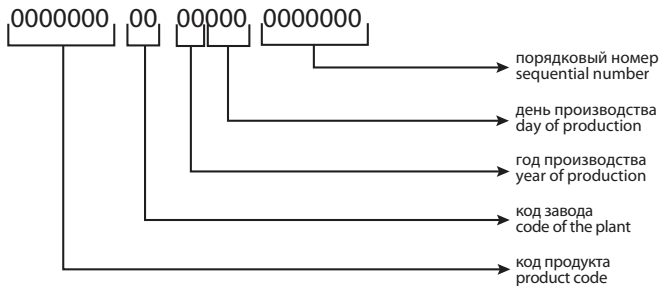 0000000 00 00000 0000000
порядковый номер
sequential number
день производства
day of production
год производства
year of production
код завода
code of the plant
код продукта
product code